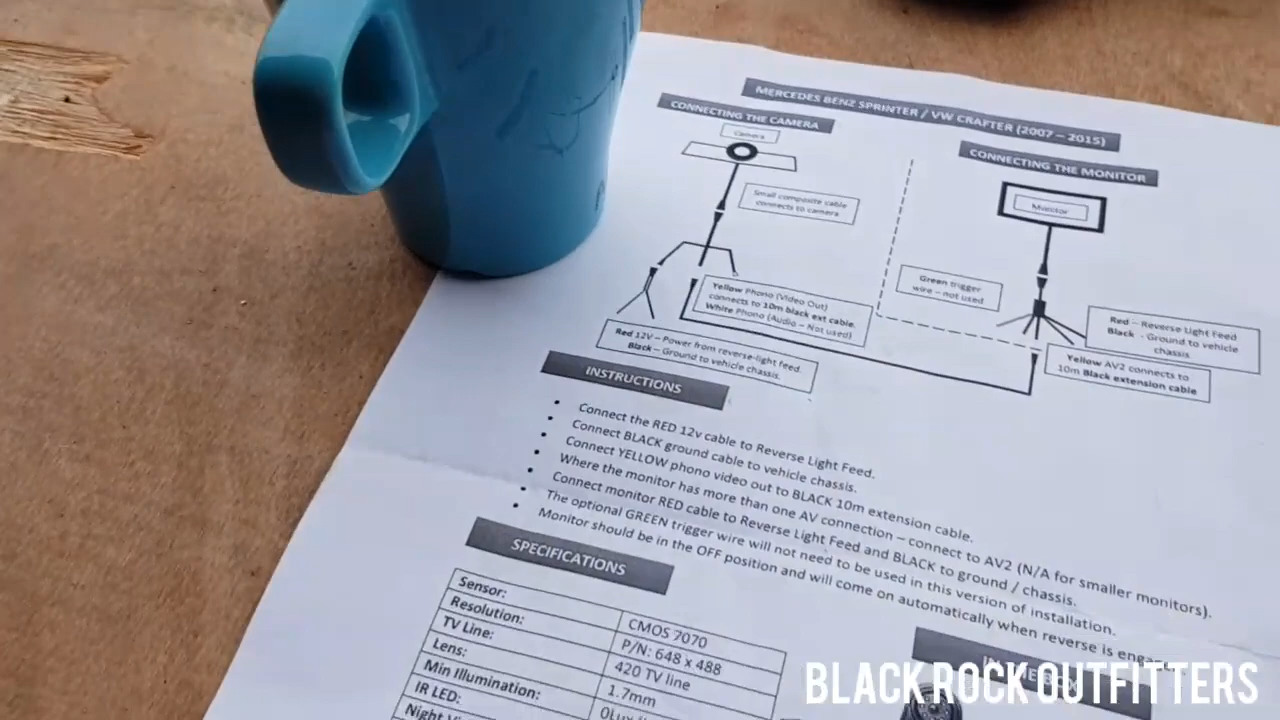 MERCEDES BENZ SPRINTER / VW CRAFTER (2007 – 2015)
CONNECTING THE CAMERA
Camera
Small composite cable
connects to camera
Yellow Phono (Video Out)
connects to 10m black ext cable.
White Phono (Audio – Not used)
Red 12V – Power from reverse-light feed.
Black – Ground to vehicle chassis.
CONNECTING THE MONITOR
Monitor
Green trigger
wire – not used
Red – Reverse Light Feed
Black - Ground to vehicle
chassis
Yellow AV2 connects to
10m Black extension cable
INSTRUCTIONS
• Connect the RED 12v cable to Reverse Light Feed.
• Connect BLACK ground cable to vehicle chassis.
• Connect YELLOW phono video out to BLACK 10m extension cable.
• Where the monitor has more than one AV connection – connect to AV2 (N/A for smaller monitors).
• Connect monitor RED cable to Reverse Light Feed and BLACK to ground / chassis.
• The optional GREEN trigger wire will not need to be used in this version of installation.
• Monitor should be in the OFF position and will come on automatically when reverse is
SPECIFICATIONS
Sensor: CMOS 7070
Resolution: P/N: 648 x 488
TV Line: 420 TV line
Lens: 1.7mm
Min Illumination:
IR LED:
BLACK ROCK OUTFITTERS